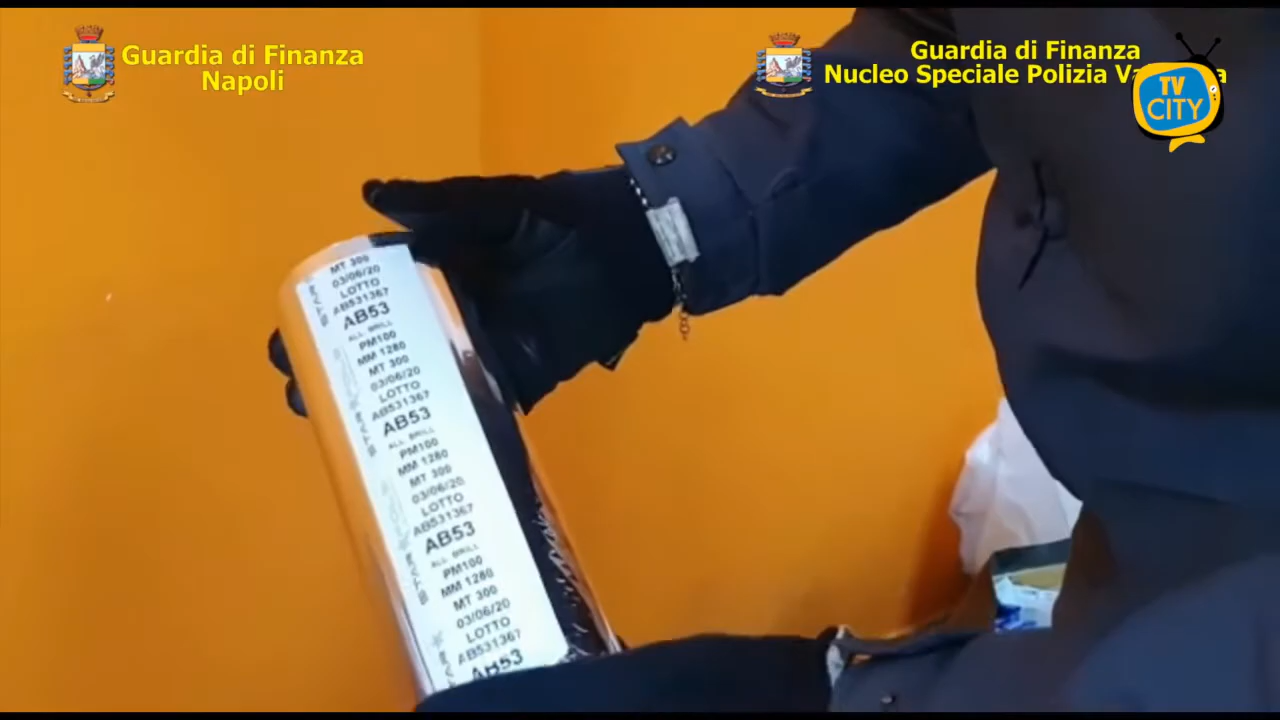 Guardia di Finanza
Napoli
Guardia di Finanza
Nucleo Speciale Polizia
TV
CITY
MT 300
03/06/20
LOTTO
AB531367
AB53
ALL BRILL
PM100
MM 1280
MT 300
03/06/20
LOTTO
AB531367
AB53
ALL BRILL
PM100
MM 1280
MT 300
03/06/20
LOTTO
AB531367
AB53
ALL BRILL
PM100
MM 1280
MT 300
03/06/20
LOTTO
AB531367
AB53
STAR
STAR
STAR